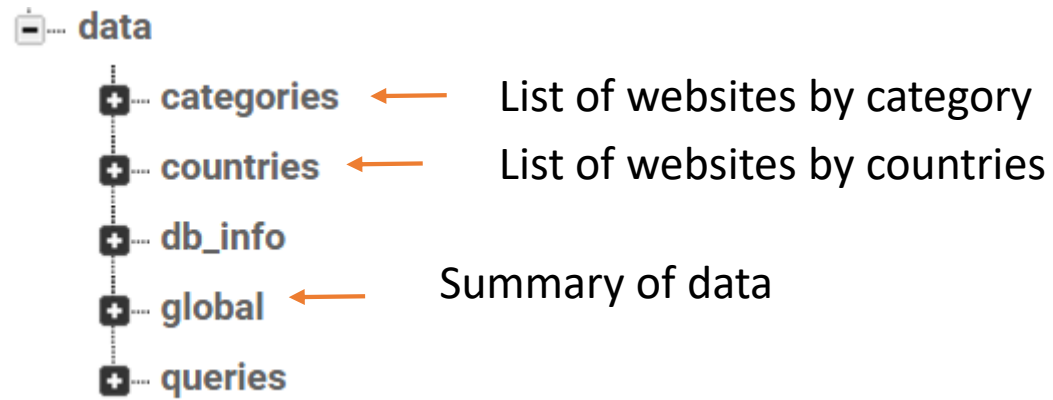 data
categories List of websites by category
countries List of websites by countries
db_info
global Summary of data
queries